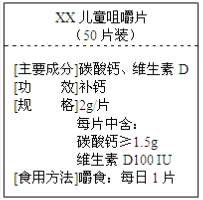 XX 儿童咀嚼片
（50 片装）
[主要成分]碳酸钙、维生素 D
[功　　效]补钙
[规　　格]2g/片
每片中含：
碳酸钙≥1.5g
维生素 D100 IU
[食用方法]嚼食：每日 1 片